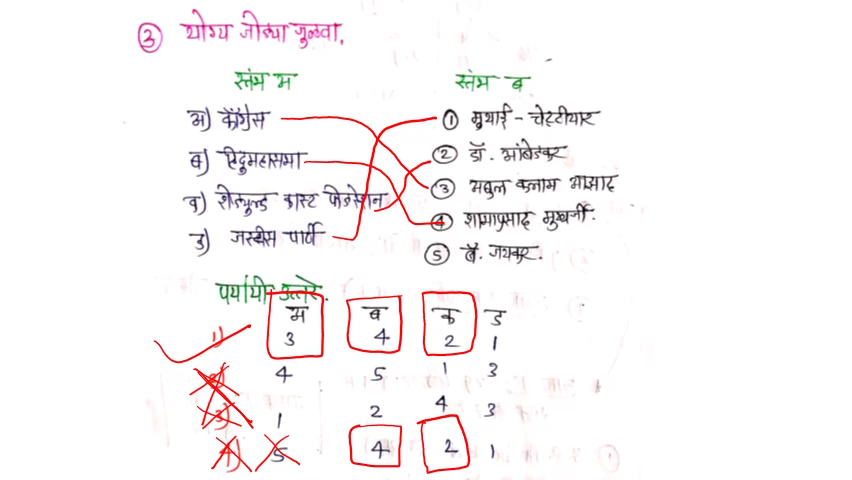 ③ योग्य जोड्या जुळवा.
स्तंभ अ स्तंभ ब
अ) काँग्रेस ① मुथाई - चेट्टीयार
ब) हिंदुमहासभा ② डॉ. आंबेडकर
③ अबुल कलाम आझाद
क) शेड्युल्ड कास्ट फेडरेशन
④ शामाप्रसाद मुखर्जी.
ड) जस्टीस पार्टी
⑤ बॅ. जयकर.
पर्यायी उत्तरे.
अ ब क ड
1) 3 4 2 1
2) 4 5 1 3
3) 1 2 4 3
4) 5 4 2 1